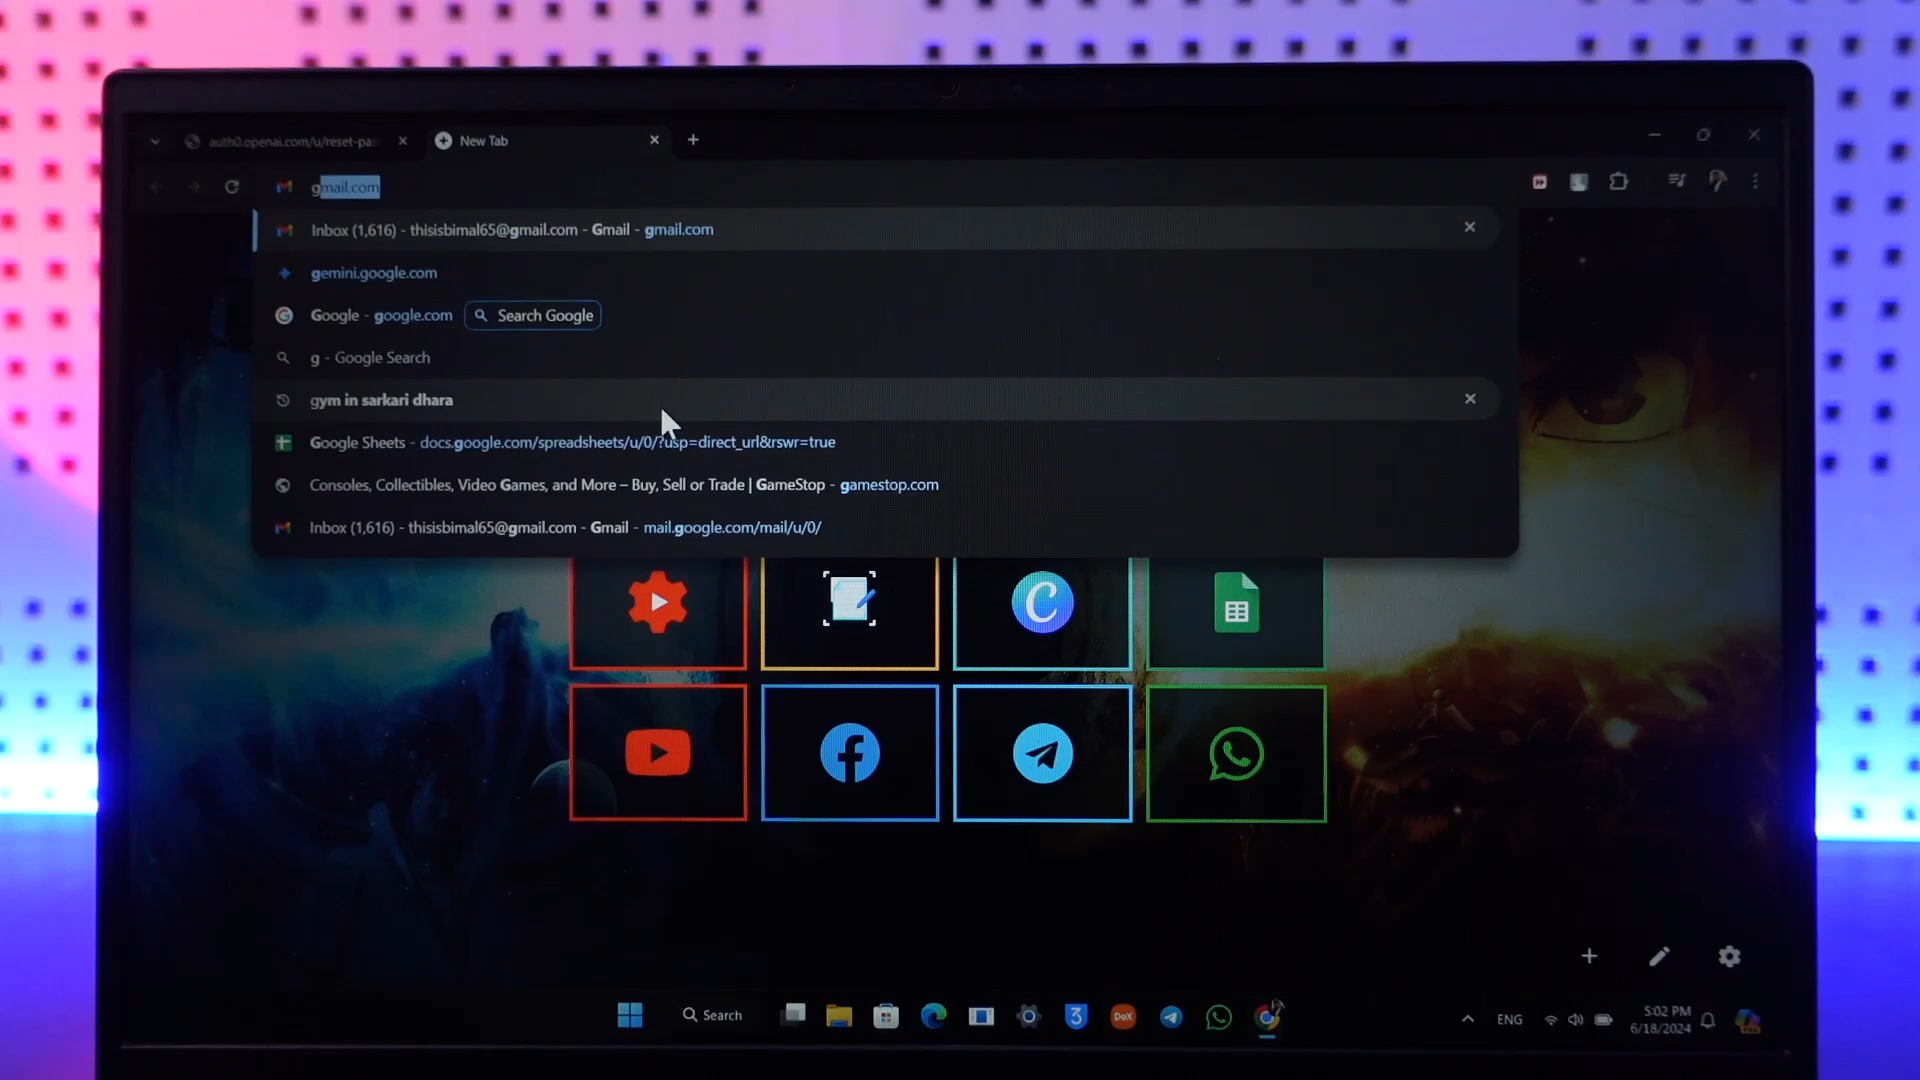 auth0.openai.com/u/reset-pas
New Tab
gmail.com
Inbox (1,616) - thisisbimal65@gmail.com - Gmail - gmail.com
gemini.google.com
Google - google.com Search Google
g - Google Search
gym in sarkari dhara
Google Sheets - docs.google.com/spreadsheets/u/0/?usp=direct_url&rswr=true
Consoles, Collectibles, Video Games, and More – Buy, Sell or Trade | GameStop - gamestop.com
Inbox (1,616) - thisisbimal65@gmail.com - Gmail - mail.google.com/mail/u/0/
Search
3
DeX
ENG
5:02 PM
6/18/2024